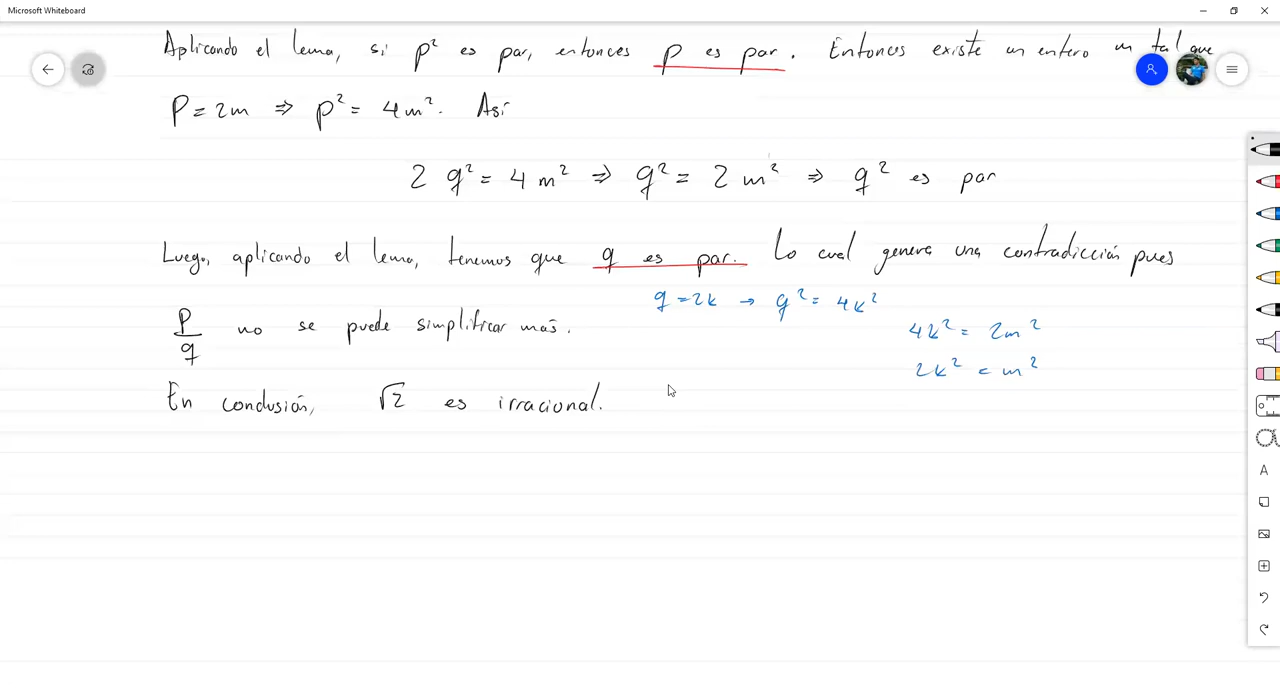 Microsoft Whiteboard
Aplicando el lema, si p² es par, entonces p es par. Entonces existe un entero m tal que
P = 2m ⇒ p² = 4m². Así
2 q² = 4 m² ⇒ q² = 2 m² ⇒ q² es par
Luego, aplicando el lema, tenemos que q es par. Lo cual genera una contradicción pues
q = 2k → q² = 4k²
P/q no se puede simplificar más.
4k² = 2m²
2k² = m²
En conclusión, √2 es irracional.